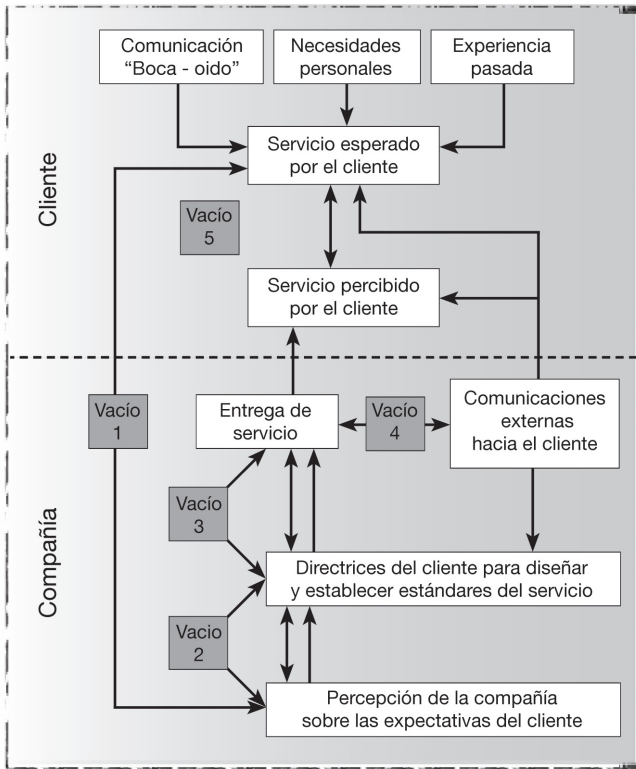 Comunicación
“Boca - oido”
Necesidades
personales
Experiencia
pasada
Servicio esperado
por el cliente
Cliente
Vacío
5
Servicio percibido
por el cliente
Vacío
1
Entrega de
servicio
Vacío
4
Comunicaciones
externas
hacia el cliente
Compañía
Vacío
3
Directrices del cliente para diseñar
y establecer estándares del servicio
Vacio
2
Percepción de la compañía
sobre las expectativas del cliente